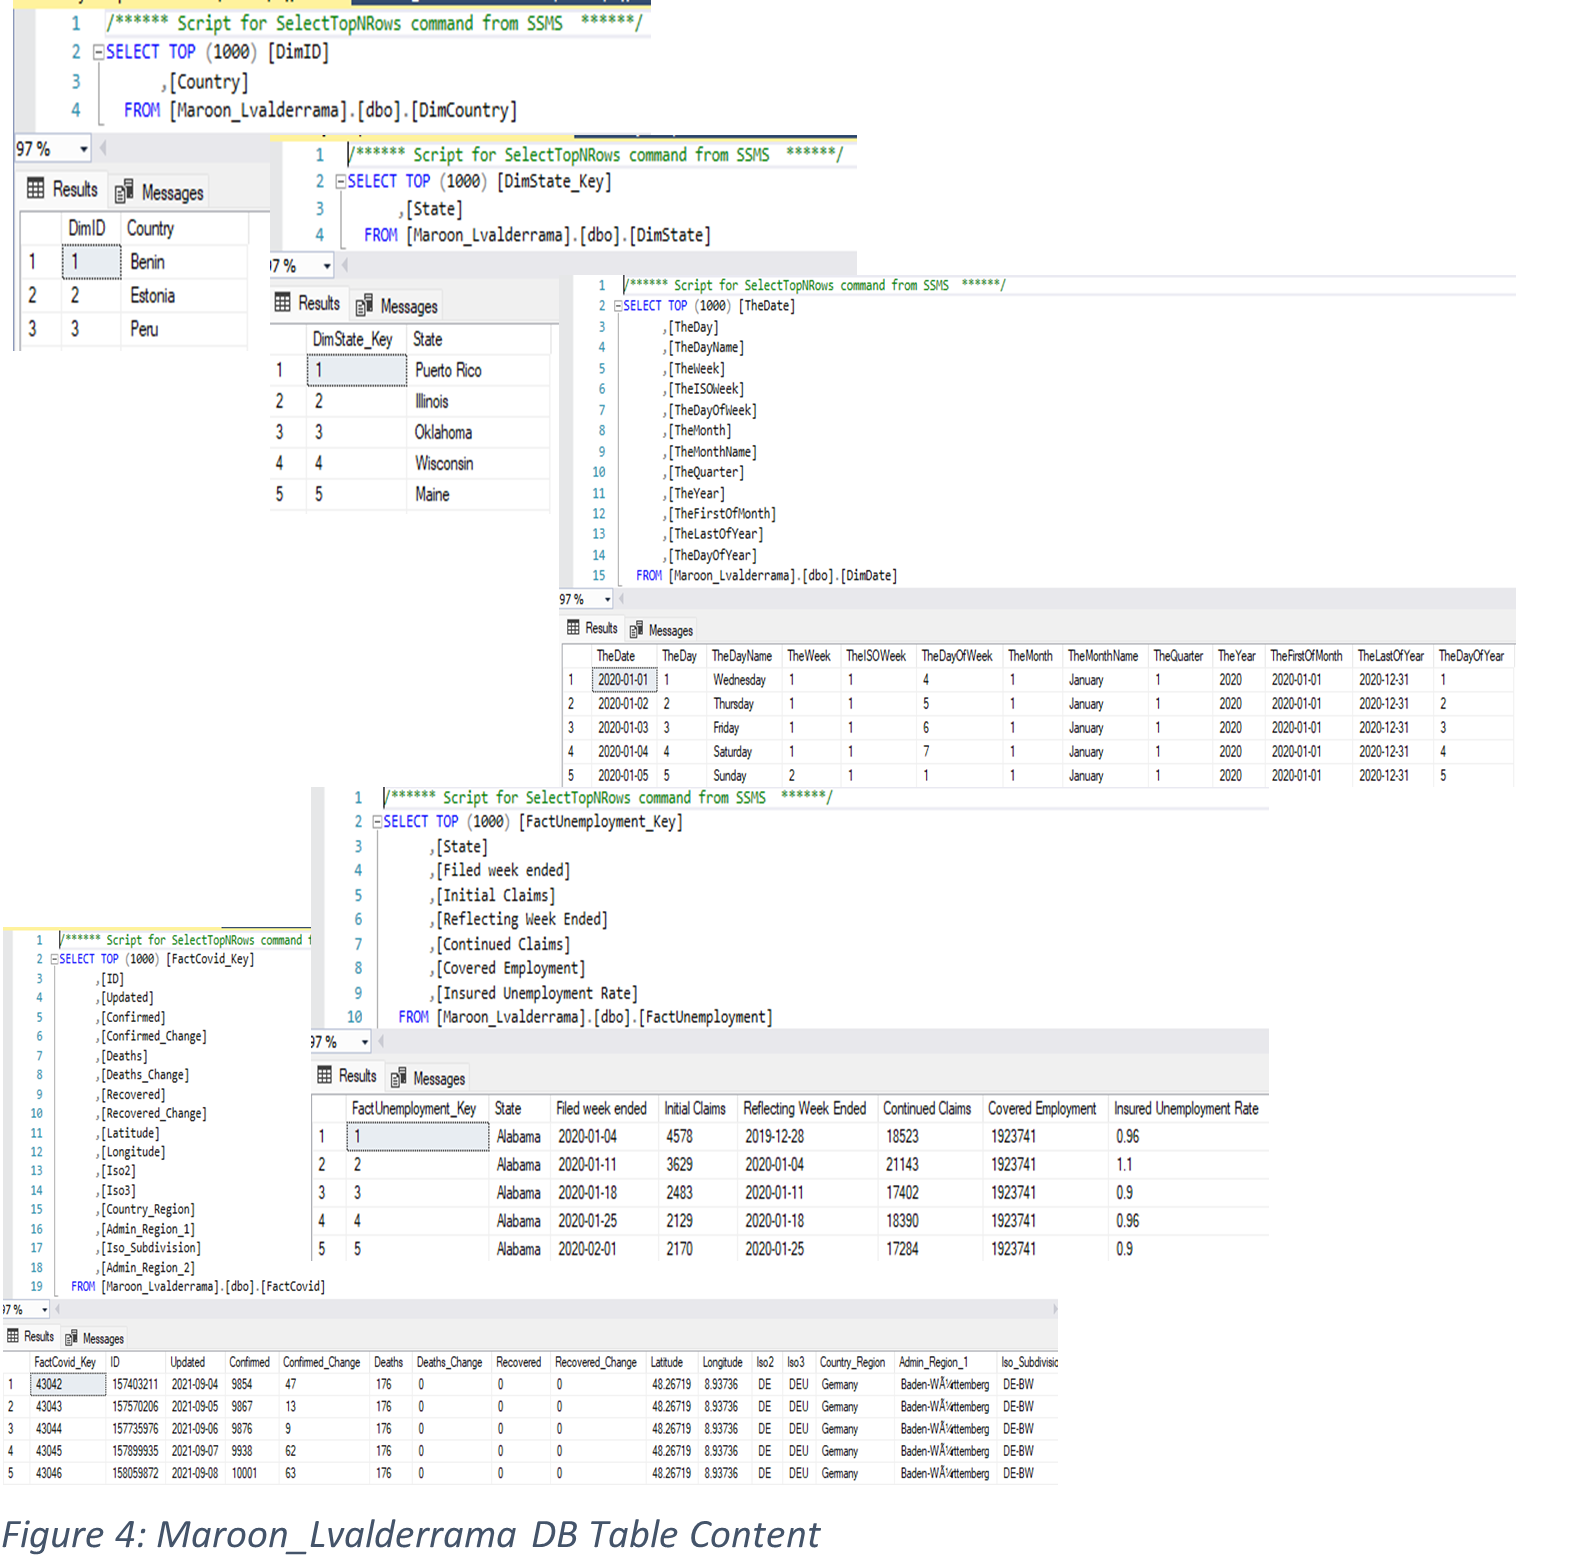 1 /****** Script for SelectTopNRows command from SSMS ******/
2 SELECT TOP (1000) [DimID]
3 ,[Country]
4 FROM [Maroon_Lvalderrama].[dbo].[DimCountry]
97 %
Results Messages
DimID Country
1 1 Benin
2 2 Estonia
3 3 Peru
1 /****** Script for SelectTopNRows command from SSMS ******/
2 SELECT TOP (1000) [DimState_Key]
3 ,[State]
4 FROM [Maroon_Lvalderrama].[dbo].[DimState]
97 %
Results Messages
DimState_Key State
1 1 Puerto Rico
2 2 Illinois
3 3 Oklahoma
4 4 Wisconsin
5 5 Maine
1 /****** Script for SelectTopNRows command from SSMS ******/
2 SELECT TOP (1000) [TheDate]
3 ,[TheDay]
4 ,[TheDayName]
5 ,[TheWeek]
6 ,[TheISOWeek]
7 ,[TheDayOfWeek]
8 ,[TheMonth]
9 ,[TheMonthName]
10 ,[TheQuarter]
11 ,[TheYear]
12 ,[TheFirstOfMonth]
13 ,[TheLastOfYear]
14 ,[TheDayOfYear]
15 FROM [Maroon_Lvalderrama].[dbo].[DimDate]
97 %
Results Messages
TheDate TheDay TheDayName TheWeek TheISOWeek TheDayOfWeek TheMonth TheMonthName TheQuarter TheYear TheFirstOfMonth TheLastOfYear TheDayOfYear
1 2020-01-01 1 Wednesday 1 1 4 1 January 1 2020 2020-01-01 2020-12-31 1
2 2020-01-02 2 Thursday 1 1 5 1 January 1 2020 2020-01-01 2020-12-31 2
3 2020-01-03 3 Friday 1 1 6 1 January 1 2020 2020-01-01 2020-12-31 3
4 2020-01-04 4 Saturday 1 1 7 1 January 1 2020 2020-01-01 2020-12-31 4
5 2020-01-05 5 Sunday 2 1 1 1 January 1 2020 2020-01-01 2020-12-31 5
1 /****** Script for SelectTopNRows command from SSMS ******/
2 SELECT TOP (1000) [FactUnemployment_Key]
3 ,[State]
4 ,[Filed week ended]
5 ,[Initial Claims]
6 ,[Reflecting Week Ended]
7 ,[Continued Claims]
8 ,[Covered Employment]
9 ,[Insured Unemployment Rate]
10 FROM [Maroon_Lvalderrama].[dbo].[FactUnemployment]
97 %
Results Messages
FactUnemployment_Key State Filed week ended Initial Claims Reflecting Week Ended Continued Claims Covered Employment Insured Unemployment Rate
1 1 Alabama 2020-01-04 4578 2019-12-28 18523 1923741 0.96
2 2 Alabama 2020-01-11 3629 2020-01-04 21143 1923741 1.1
3 3 Alabama 2020-01-18 2483 2020-01-11 17402 1923741 0.9
4 4 Alabama 2020-01-25 2129 2020-01-18 18390 1923741 0.96
5 5 Alabama 2020-02-01 2170 2020-01-25 17284 1923741 0.9
1 /****** Script for SelectTopNRows command
2 SELECT TOP (1000) [FactCovid_Key]
3 ,[ID]
4 ,[Updated]
5 ,[Confirmed]
6 ,[Confirmed_Change]
7 ,[Deaths]
8 ,[Deaths_Change]
9 ,[Recovered]
10 ,[Recovered_Change]
11 ,[Latitude]
12 ,[Longitude]
13 ,[Iso2]
14 ,[Iso3]
15 ,[Country_Region]
16 ,[Admin_Region_1]
17 ,[Iso_Subdivision]
18 ,[Admin_Region_2]
19 FROM [Maroon_Lvalderrama].[dbo].[FactCovid]
97 %
Results Messages
FactCovid_Key ID Updated Confirmed Confirmed_Change Deaths Deaths_Change Recovered Recovered_Change Latitude Longitude Iso2 Iso3 Country_Region Admin_Region_1 Iso_Subdivisic
1 43042 157403211 2021-09-04 9854 47 176 0 0 0 48.26719 8.93736 DE DEU Germany Baden-WÃ¼rttemberg DE-BW
2 43043 157570206 2021-09-05 9867 13 176 0 0 0 48.26719 8.93736 DE DEU Germany Baden-WÃ¼rttemberg DE-BW
3 43044 157735976 2021-09-06 9876 9 176 0 0 0 48.26719 8.93736 DE DEU Germany Baden-WÃ¼rttemberg DE-BW
4 43045 157899935 2021-09-07 9938 62 176 0 0 0 48.26719 8.93736 DE DEU Germany Baden-WÃ¼rttemberg DE-BW
5 43046 158059872 2021-09-08 10001 63 176 0 0 0 48.26719 8.93736 DE DEU Germany Baden-WÃ¼rttemberg DE-BW
Figure 4: Maroon_Lvalderrama DB Table Content